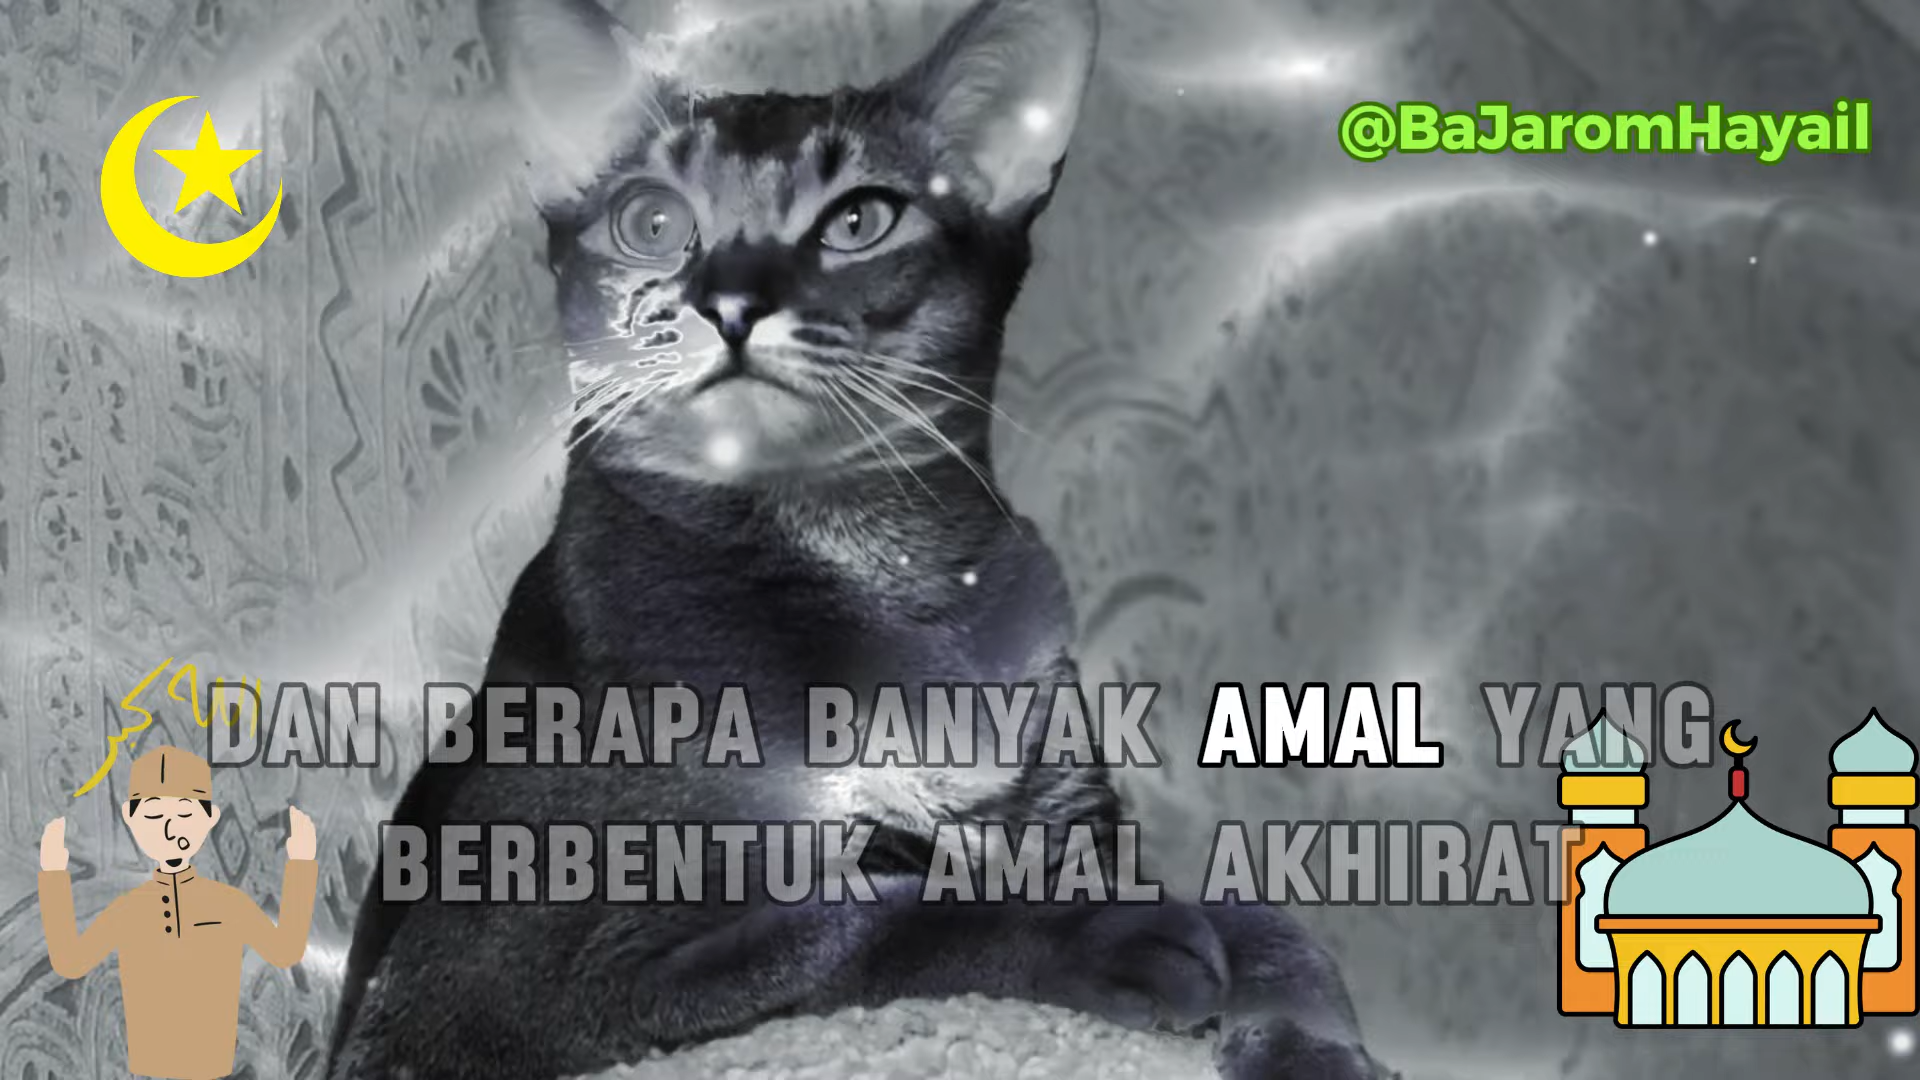 @BaJaromHayail
DAN BERAPA BANYAK AMAL YANG
BERBENTUK AMAL AKHIRAT